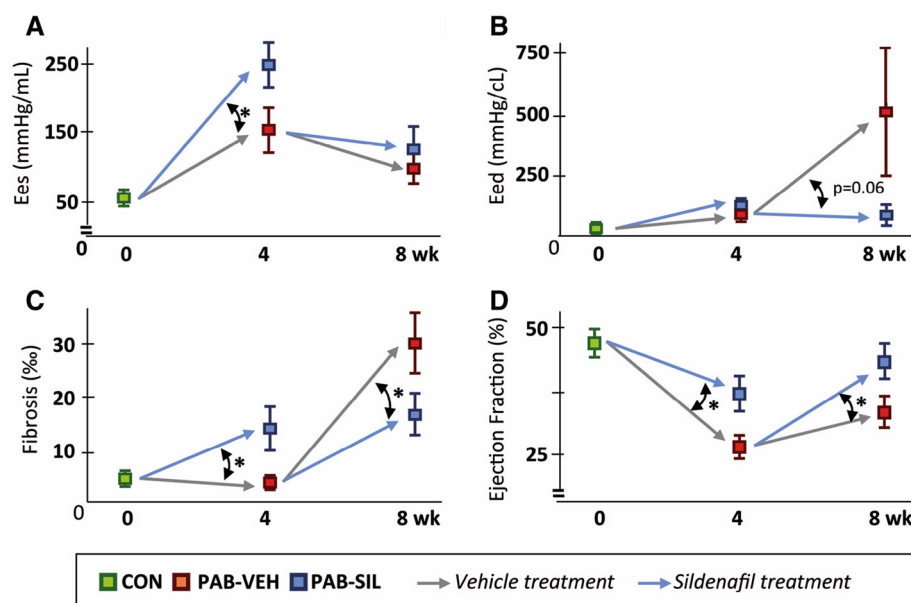 A
Ees (mmHg/mL)
250
150
50
0
0 4 8 wk
*
B
Eed (mmHg/cL)
750
500
250
0
0 4 8 wk
p=0.06
C
Fibrosis (‰)
30
20
10
0
0 4 8 wk
*
*
D
Ejection Fraction (%)
50
25
0 4 8 wk
*
*
CON PAB-VEH PAB-SIL Vehicle treatment Sildenafil treatment